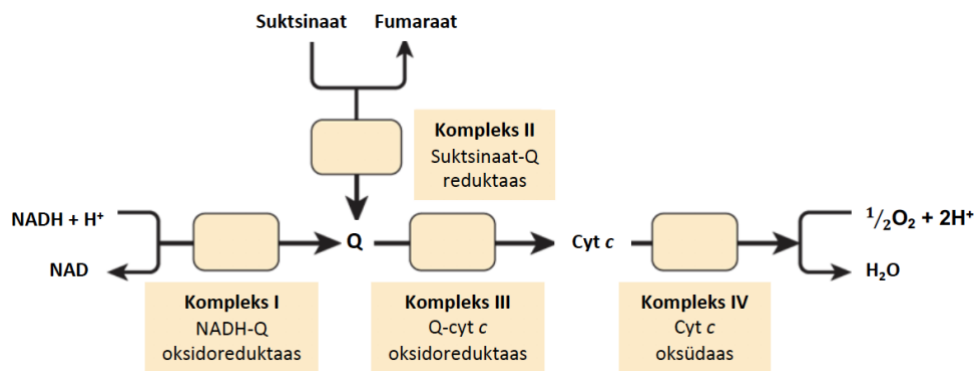 Suktsinaat Fumaraat
Kompleks II
Suktsinaat-Q
reduktaas
NADH + H⁺
NAD
Q
Cyt c
½O₂ + 2H⁺
H₂O
Kompleks I
NADH-Q
oksidoreduktaas
Kompleks III
Q-cyt c
oksidoreduktaas
Kompleks IV
Cyt c
oksüdaas